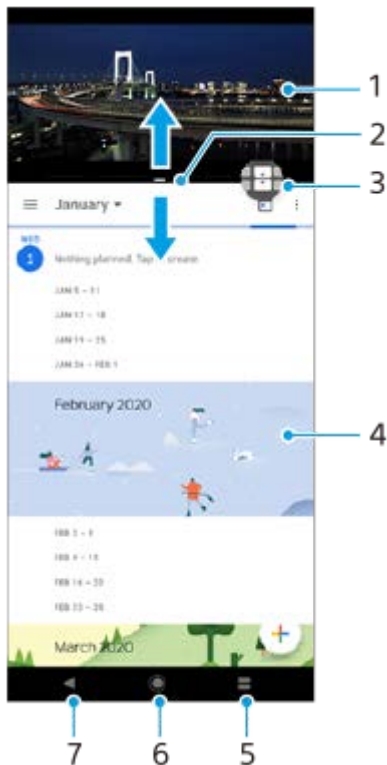 1
2
3
January
WED
1 Nothing planned. Tap create.
JAN 5 – 11
JAN 12 – 18
JAN 19 – 25
JAN 26 – FEB 1
February 2020
4
FEB 2 – 8
FEB 9 – 15
FEB 16 – 22
FEB 23 – 29
March 2020
7 6 5